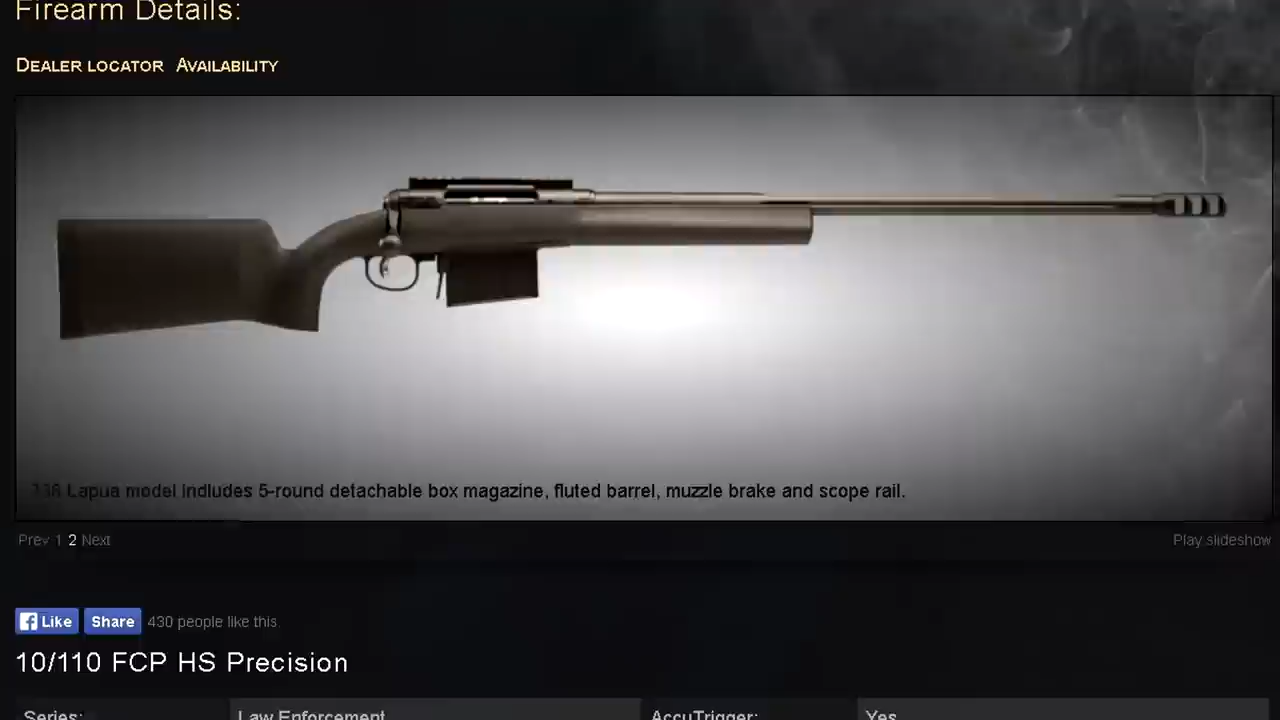 Firearm Details:
DEALER LOCATOR AVAILABILITY
Lapua model includes 5-round detachable box magazine, fluted barrel, muzzle brake and scope rail.
Prev 1 2 Next
Play slideshow
Like Share 430 people like this.
10/110 FCP HS Precision
Series: Law Enforcement AccuTrigger: Yes